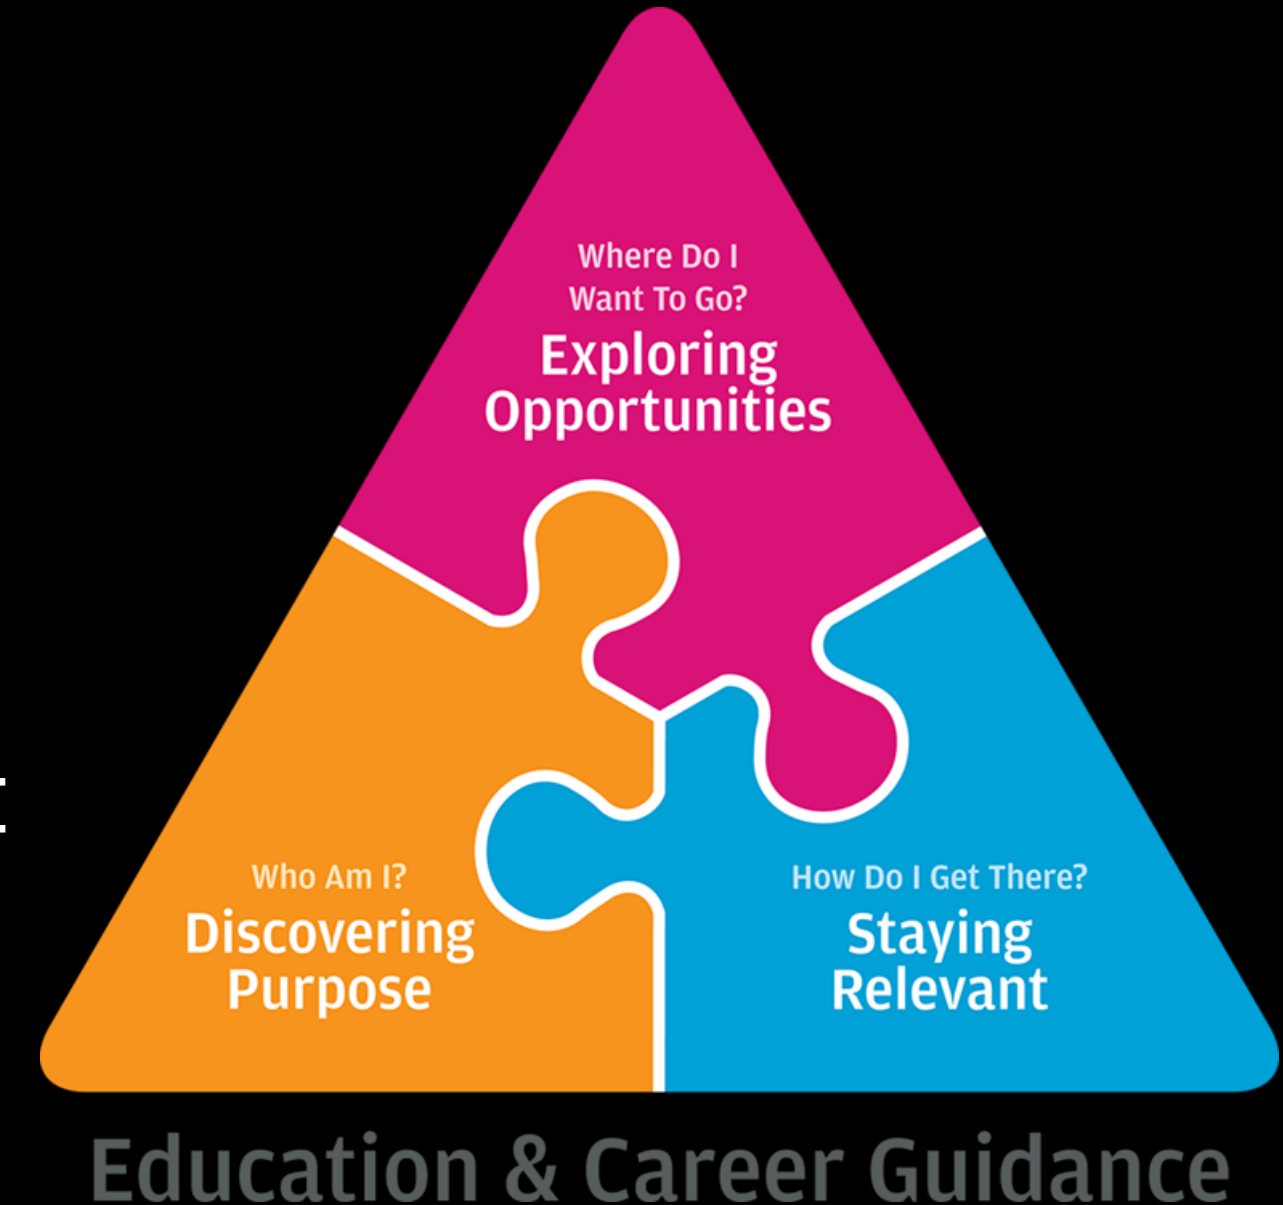 Where Do I
Want To Go?
Exploring
Opportunities
Who Am I?
Discovering
Purpose
How Do I Get There?
Staying
Relevant
Education & Career Guidance